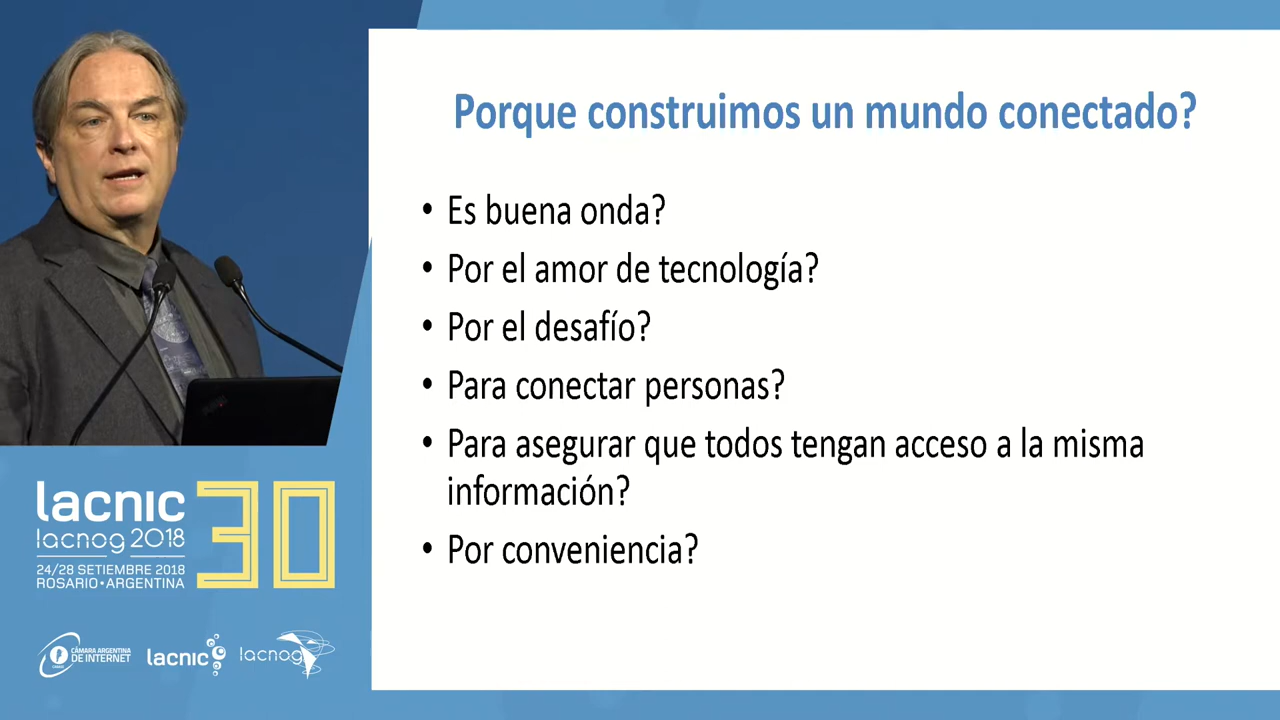 Porque construimos un mundo conectado?
• Es buena onda?
• Por el amor de tecnología?
• Por el desafío?
• Para conectar personas?
• Para asegurar que todos tengan acceso a la misma
información?
• Por conveniencia?
lacnic 30
lacnog 2018
24/28 SETIEMBRE 2018
ROSARIO•ARGENTINA
CÁMARA ARGENTINA
DE INTERNET
lacnic
lacnog